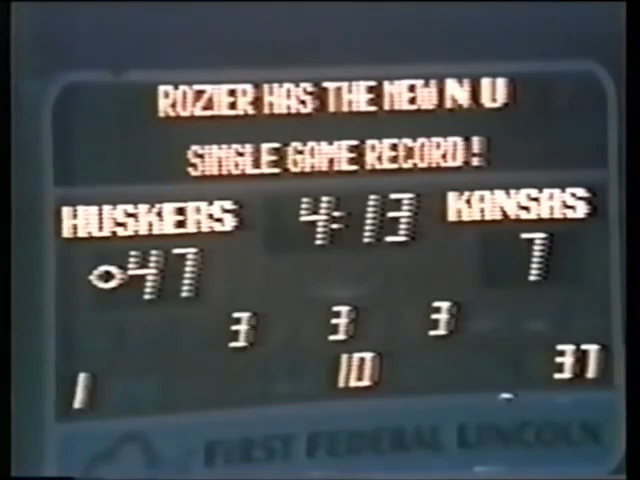 ROZIER HAS THE NEW N U
SINGLE GAME RECORD!
HUSKERS 4:13 KANSAS
47 7
3 3 3
1 10 37
FIRST FEDERAL LINCOLN